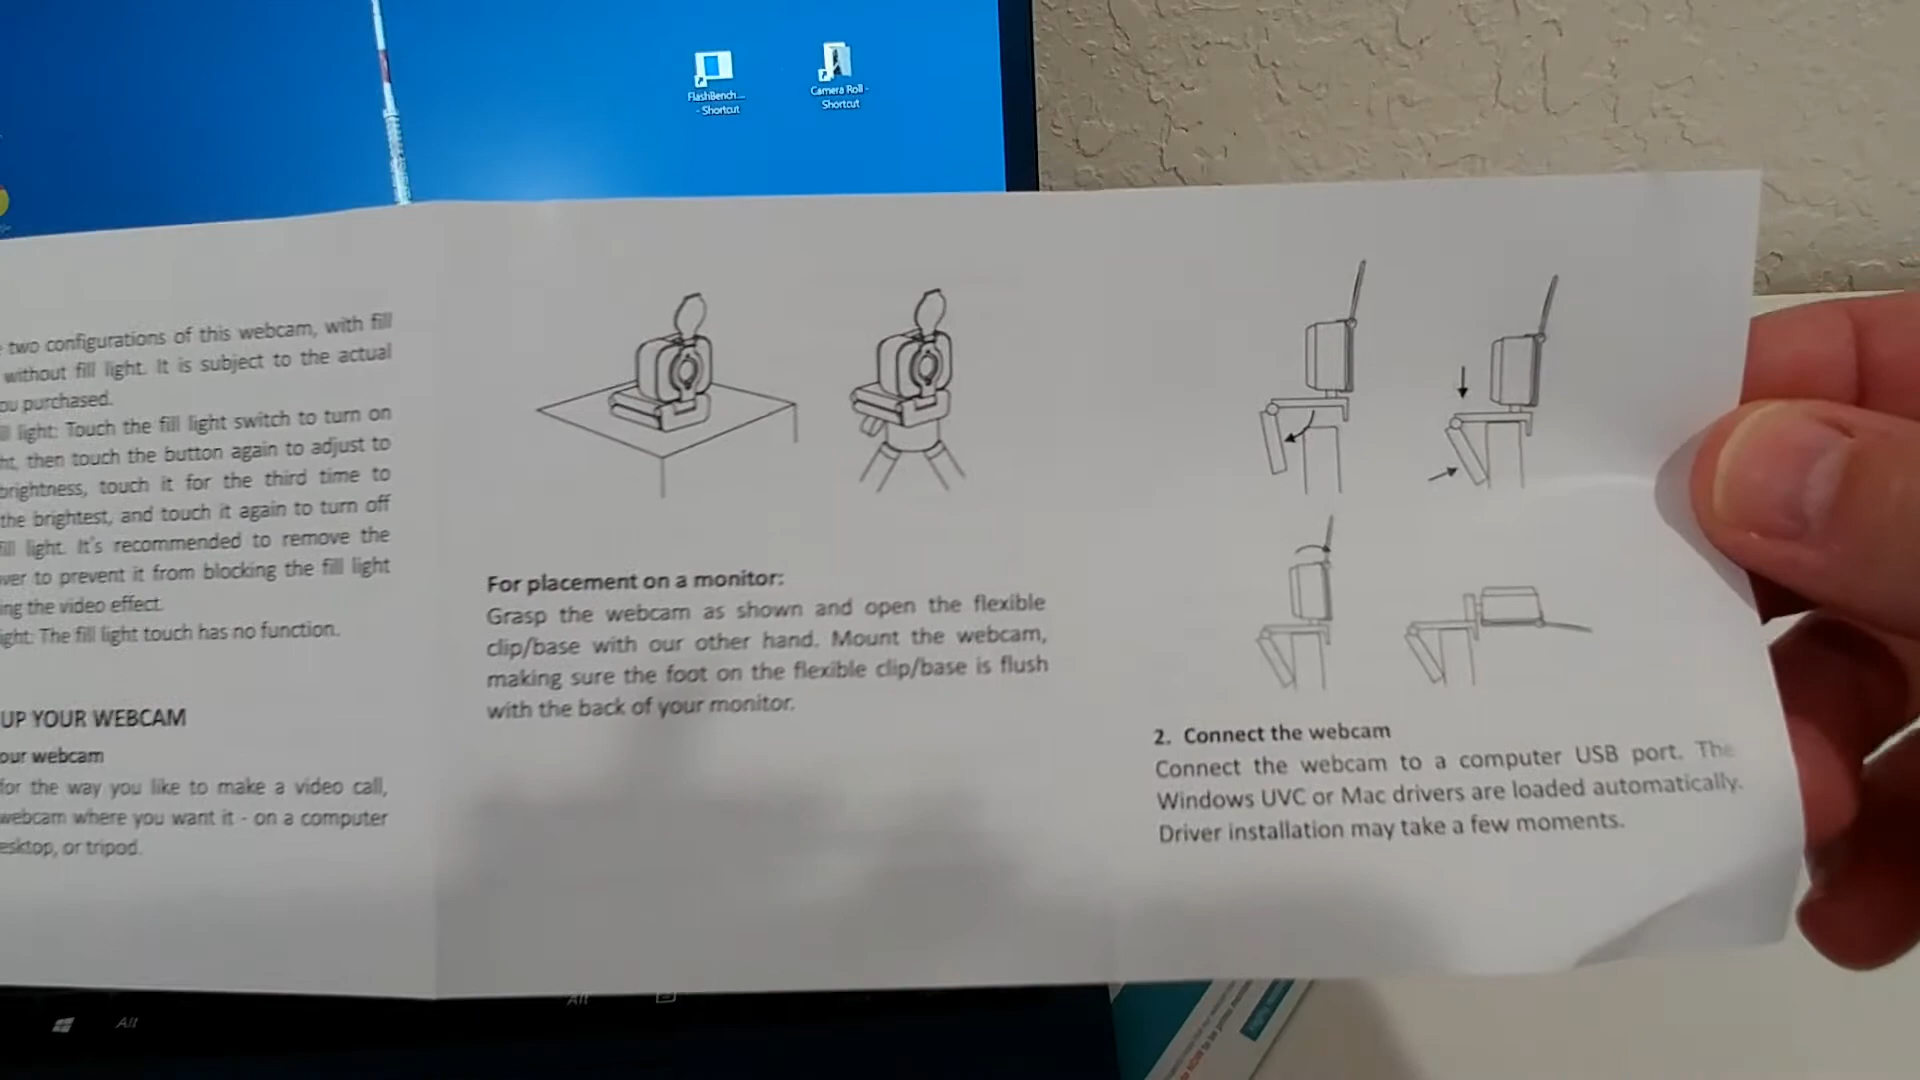 FlashBench...
- Shortcut
Camera Roll -
Shortcut
two configurations of this webcam, with fill
without fill light. It is subject to the actual
ou purchased.
light: Touch the fill light switch to turn on
ht, then touch the button again to adjust to
brightness, touch it for the third time to
the brightest, and touch it again to turn off
fill light. It's recommended to remove the
ver to prevent it from blocking the fill light
ing the video effect.
ight: The fill light touch has no function.
UP YOUR WEBCAM
our webcam
for the way you like to make a video call,
webcam where you want it - on a computer
esktop, or tripod.
For placement on a monitor:
Grasp the webcam as shown and open the flexible
clip/base with our other hand. Mount the webcam,
making sure the foot on the flexible clip/base is flush
with the back of your monitor.
2. Connect the webcam
Connect the webcam to a computer USB port. The
Windows UVC or Mac drivers are loaded automatically.
Driver installation may take a few moments.
Alt
Alt